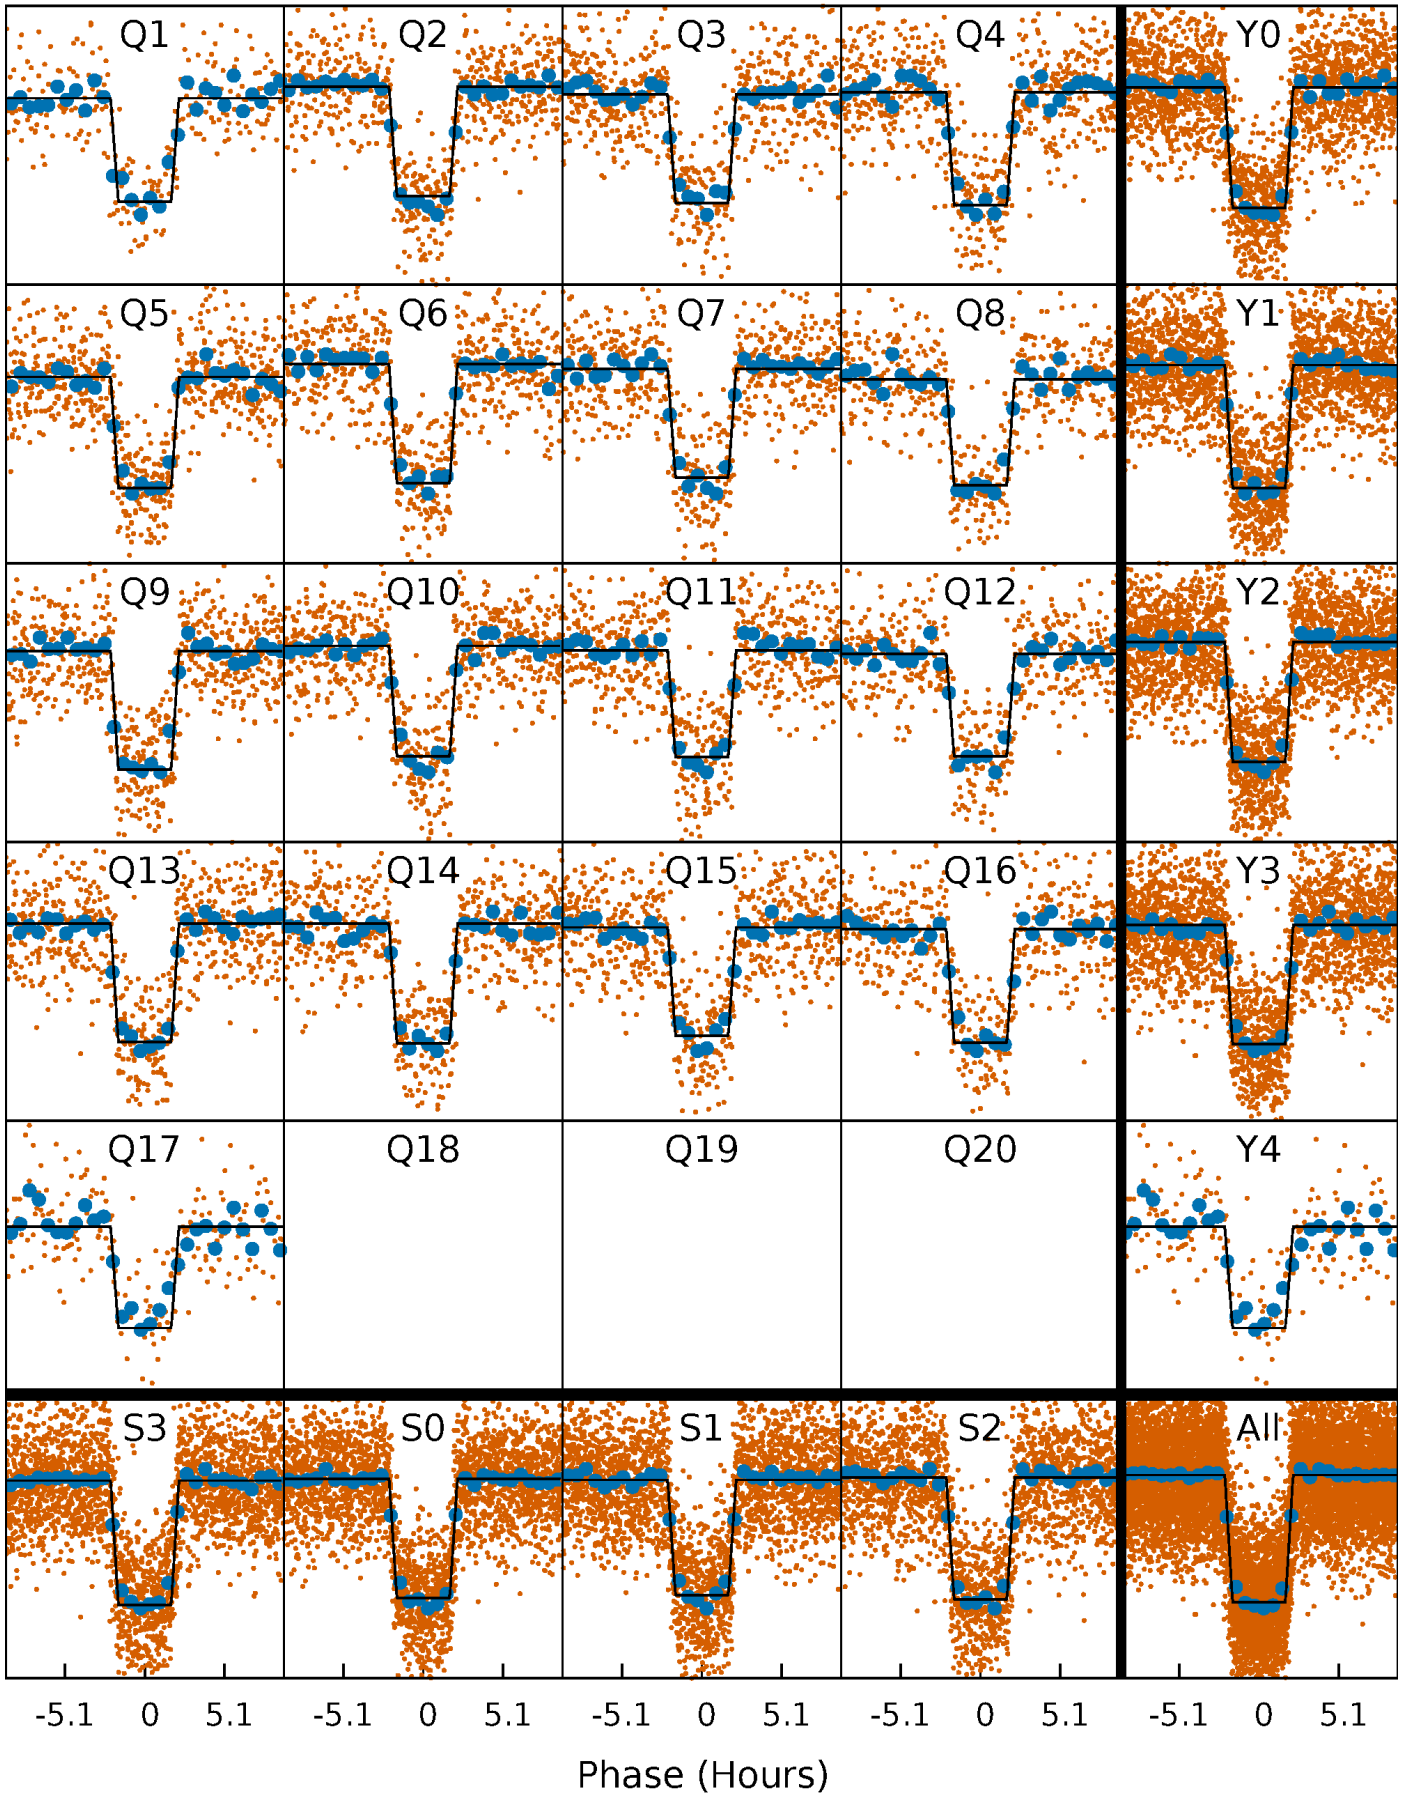 Q1 Q2 Q3 Q4 Y0
Q5 Q6 Q7 Q8 Y1
Q9 Q10 Q11 Q12 Y2
Q13 Q14 Q15 Q16 Y3
Q17 Q18 Q19 Q20 Y4
S3 S0 S1 S2 All
-5.1 0 5.1 -5.1 0 5.1 -5.1 0 5.1 -5.1 0 5.1 -5.1 0 5.1
Phase (Hours)